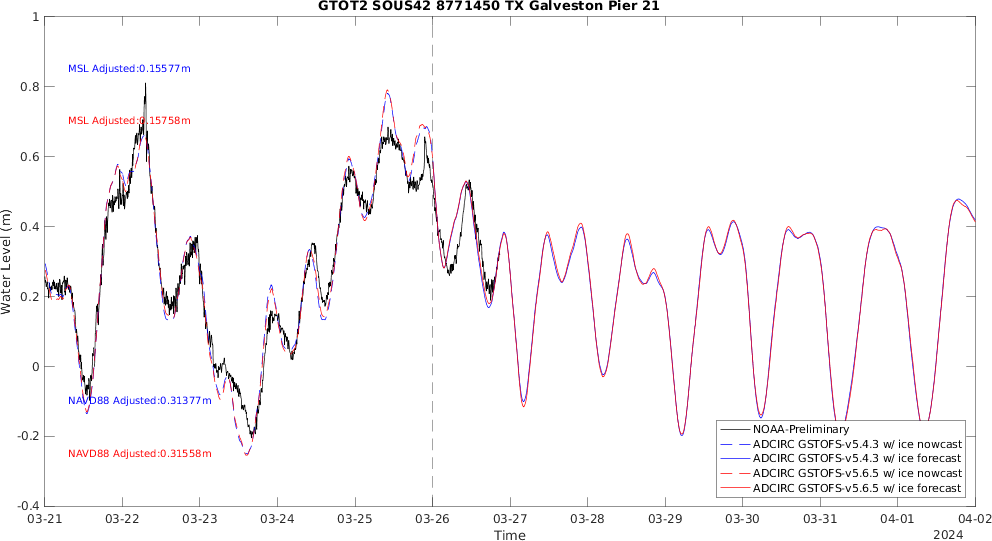 GTOT2 SOUS42 8771450 TX Galveston Pier 21
Water Level (m)
1
0.8
0.6
0.4
0.2
0
-0.2
-0.4
MSL Adjusted:0.15577m
MSL Adjusted:0.15758m
NAVD88 Adjusted:0.31377m
NAVD88 Adjusted:0.31558m
NOAA-Preliminary
ADCIRC GSTOFS-v5.4.3 w/ ice nowcast
ADCIRC GSTOFS-v5.4.3 w/ ice forecast
ADCIRC GSTOFS-v5.6.5 w/ ice nowcast
ADCIRC GSTOFS-v5.6.5 w/ ice forecast
03-21 03-22 03-23 03-24 03-25 03-26 03-27 03-28 03-29 03-30 03-31 04-01 04-02
Time
2024